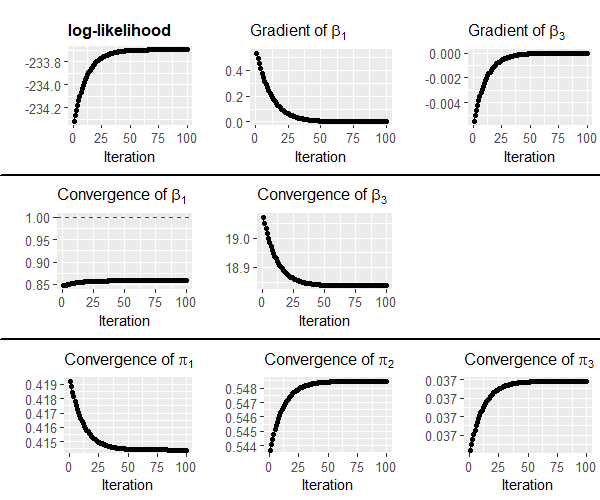 log-likelihood Gradient of β1 Gradient of β3
-233.8
-234.0
-234.2
0 25 50 75 100
Iteration
0.4
0.2
0.0
0 25 50 75 100
Iteration
0.000
-0.002
-0.004
0 25 50 75 100
Iteration
Convergence of β1 Convergence of β3
1.00
0.95
0.90
0.85
0 25 50 75 100
Iteration
19.0
18.9
0 25 50 75 100
Iteration
Convergence of π1 Convergence of π2 Convergence of π3
0.419
0.418
0.417
0.416
0.415
0 25 50 75 100
Iteration
0.548
0.547
0.546
0.545
0.544
0 25 50 75 100
Iteration
0.037
0.037
0.037
0.037
0 25 50 75 100
Iteration